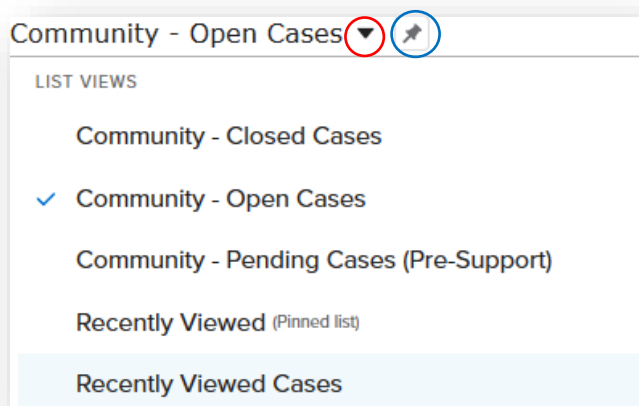 Community - Open Cases
LIST VIEWS
Community - Closed Cases
Community - Open Cases
Community - Pending Cases (Pre-Support)
Recently Viewed (Pinned list)
Recently Viewed Cases